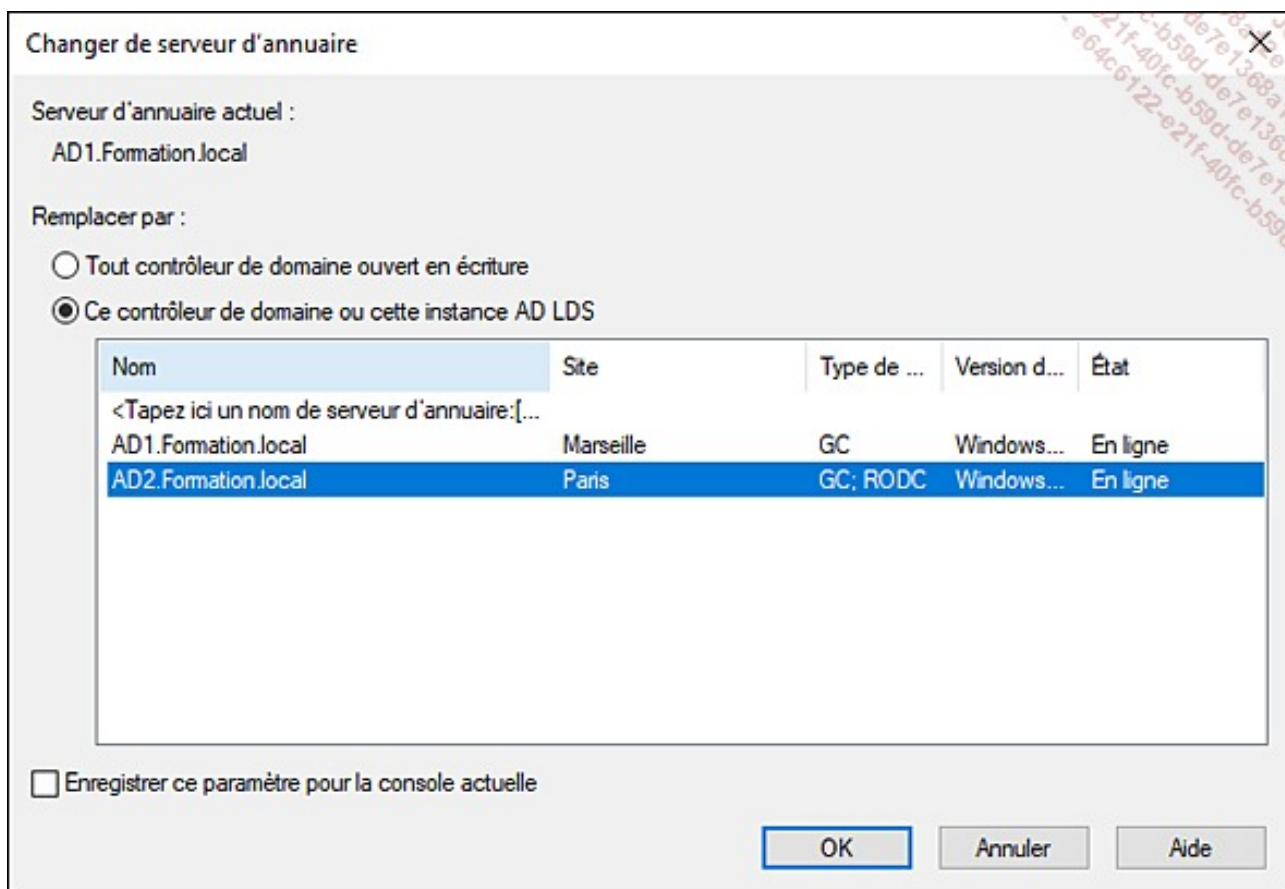 Changer de serveur d'annuaire
Serveur d'annuaire actuel :
AD1.Formation.local
Remplacer par :
Tout contrôleur de domaine ouvert en écriture
Ce contrôleur de domaine ou cette instance AD LDS
Nom Site Type de ... Version d... État
<Tapez ici un nom de serveur d'annuaire:[...
AD1.Formation.local Marseille GC Windows... En ligne
AD2.Formation.local Paris GC; RODC Windows... En ligne
Enregistrer ce paramètre pour la console actuelle
OK Annuler Aide